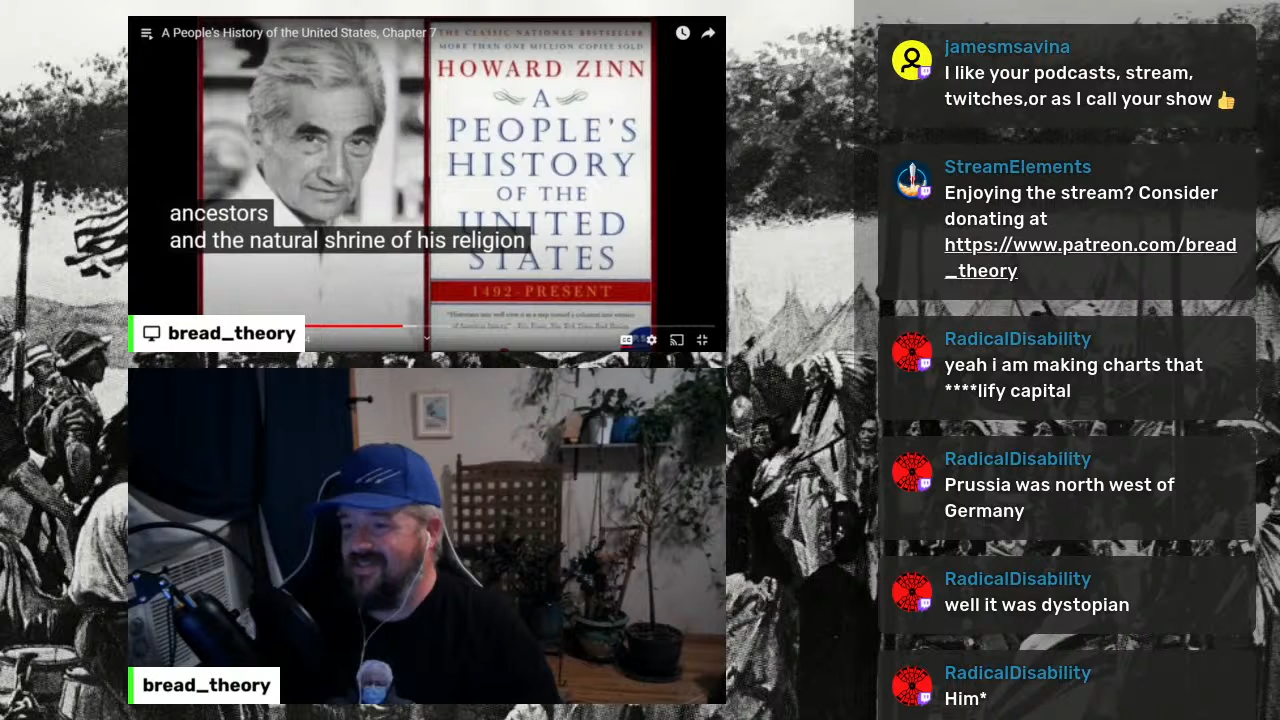 A People's History of the United States, Chapter 7
THE CLASSIC NATIONAL BESTSELLER
MORE THAN ONE MILLION COPIES SOLD
HOWARD ZINN
A
PEOPLE'S
HISTORY
OF THE
UNITED
STATES
1492-PRESENT
ancestors
and the natural shrine of his religion
bread_theory
bread_theory
jamesmsavina
I like your podcasts, stream,
twitches,or as I call your show 👍
StreamElements
Enjoying the stream? Consider
donating at
https://www.patreon.com/bread
_theory
RadicalDisability
yeah i am making charts that
****lify capital
RadicalDisability
Prussia was north west of
Germany
RadicalDisability
well it was dystopian
RadicalDisability
Him*